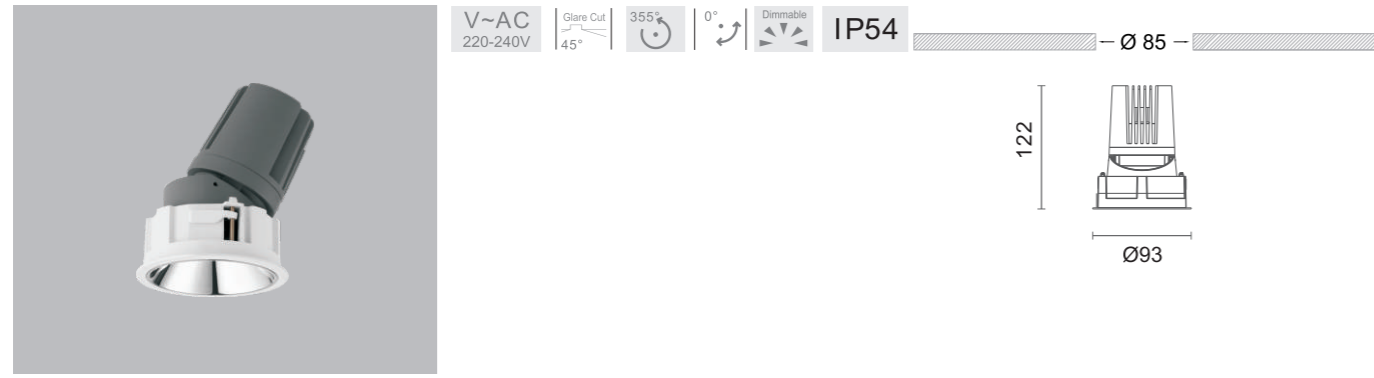 V~AC
220-240V
Glare Cut
45°
355°
0°
Dimmable
IP54
Ø 85
122
Ø93